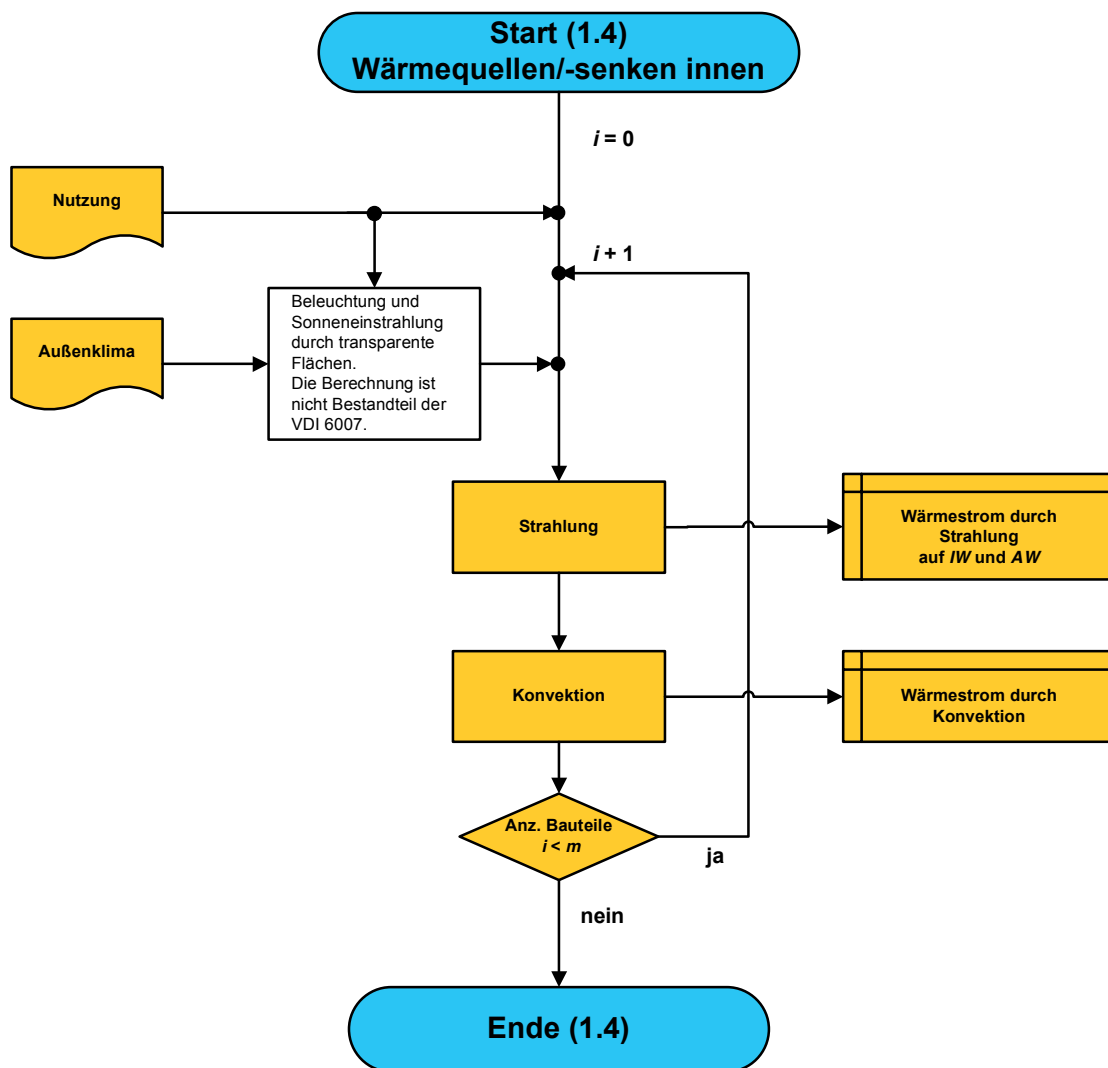 Start (1.4)
Wärmequellen/-senken innen
i = 0
Nutzung
i + 1
Beleuchtung und
Sonneneinstrahlung
durch transparente
Flächen.
Die Berechnung ist
nicht Bestandteil der
VDI 6007.
Außenklima
Strahlung
Wärmestrom durch
Strahlung
auf IW und AW
Konvektion
Wärmestrom durch
Konvektion
Anz. Bauteile
i < m
ja
nein
Ende (1.4)